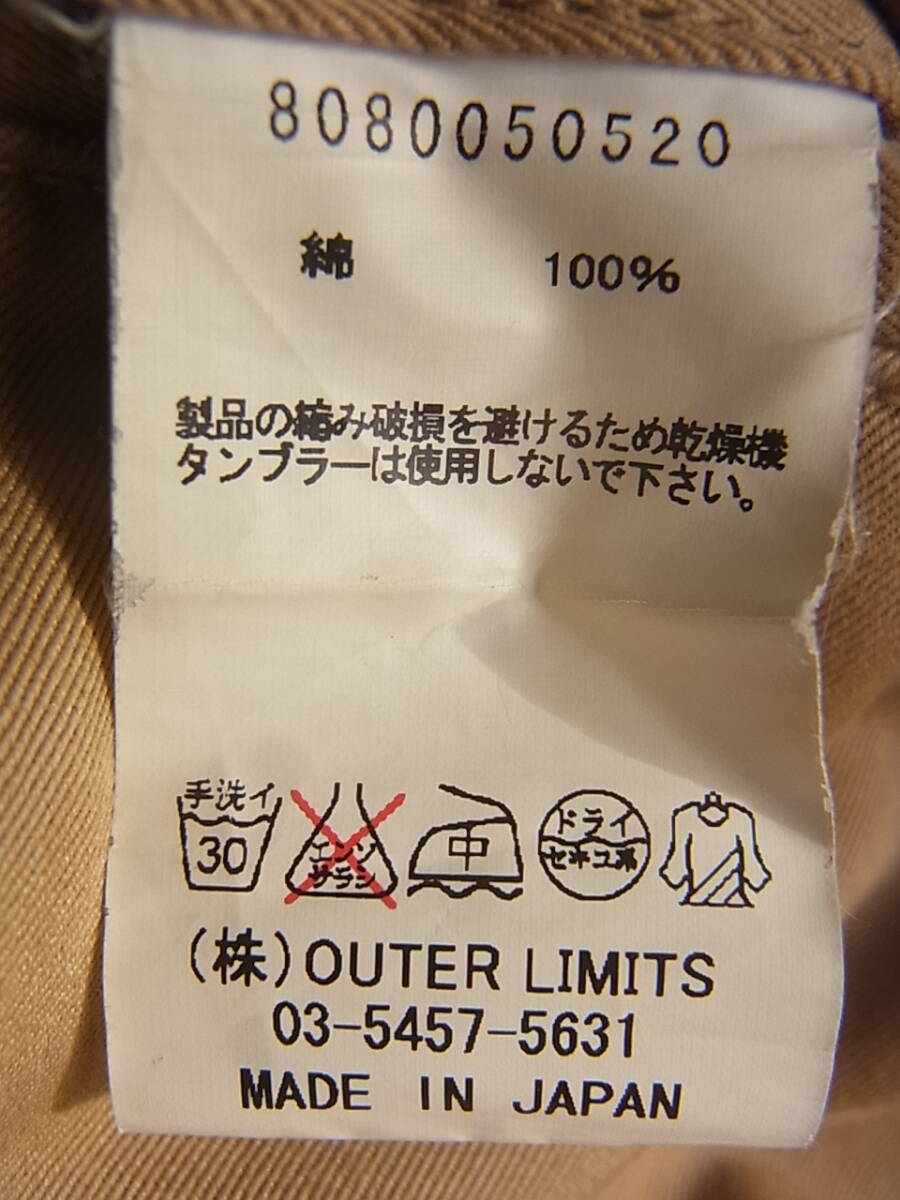 8080050520
綿 100%
製品の縮み破損を避けるため乾燥機
タンブラーは使用しないで下さい。
手洗イ
30
エンソ
サラシ
中
ドライ
セキユ系
(株)OUTER LIMITS
03-5457-5631
MADE IN JAPAN